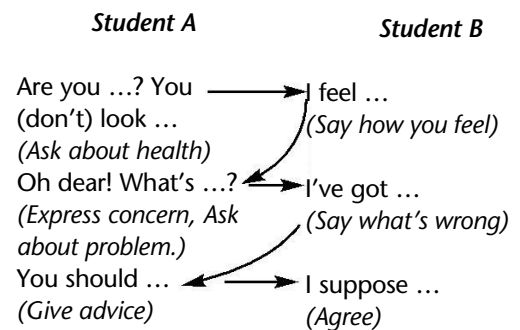 Student A
Student B
Are you …? You
(don't) look …
(Ask about health)
I feel …
(Say how you feel)
Oh dear! What's …?
(Express concern, Ask
about problem.)
I've got …
(Say what's wrong)
You should …
(Give advice)
I suppose …
(Agree)